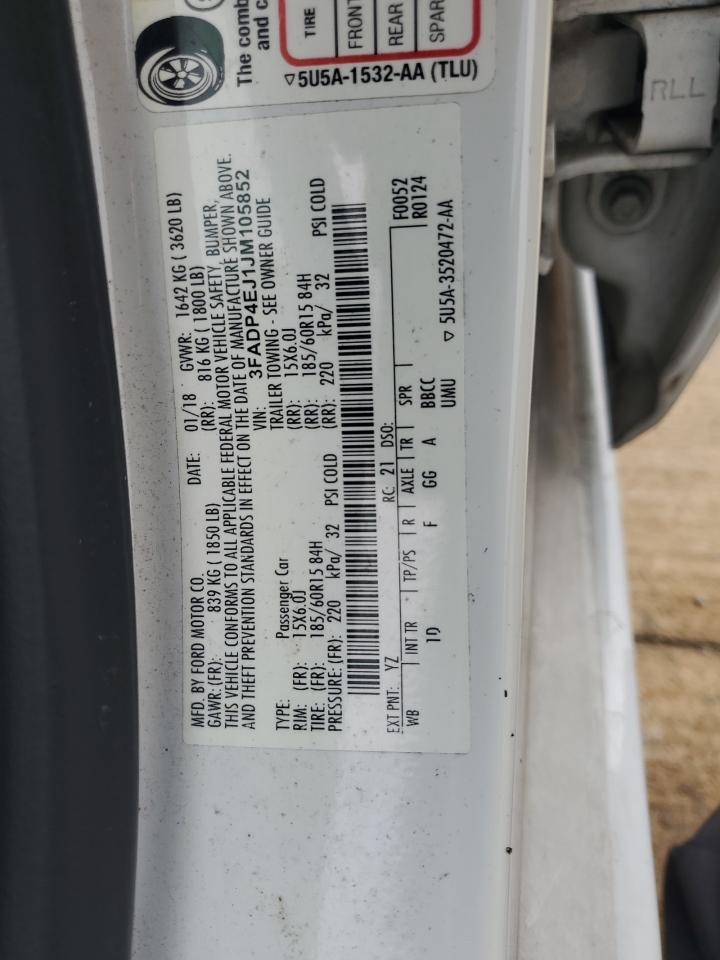 The comb
and c
TIRE
FRONT
REAR
SPAR
▽5U5A-1532-AA (TLU)
RLL
MFD. BY FORD MOTOR CO. DATE: 01/18 GVWR: 1642 KG ( 3620 LB)
GAWR: (FR): 839 KG ( 1850 LB) (RR): 816 KG ( 1800 LB)
THIS VEHICLE CONFORMS TO ALL APPLICABLE FEDERAL MOTOR VEHICLE SAFETY, BUMPER,
AND THEFT PREVENTION STANDARDS IN EFFECT ON THE DATE OF MANUFACTURE SHOWN ABOVE.
VIN: 3FADP4EJ1JM105852
TYPE: Passenger Car TRAILER TOWING - SEE OWNER GUIDE
RIM: (FR): 15X6.0J (RR): 15X6.0J
TIRE: (FR): 185/60R15 84H (RR): 185/60R15 84H
PRESSURE: (FR): 220 kPa/ 32 PSI COLD (RR): 220 kPa/ 32 PSI COLD
EXT PNT: YZ RC: 21 DSO: F0052
WB INT TR TP/PS R AXLE TR SPR R0124
1D F GG A BBCC
UMU ▽ 5U5A-3520472-AA